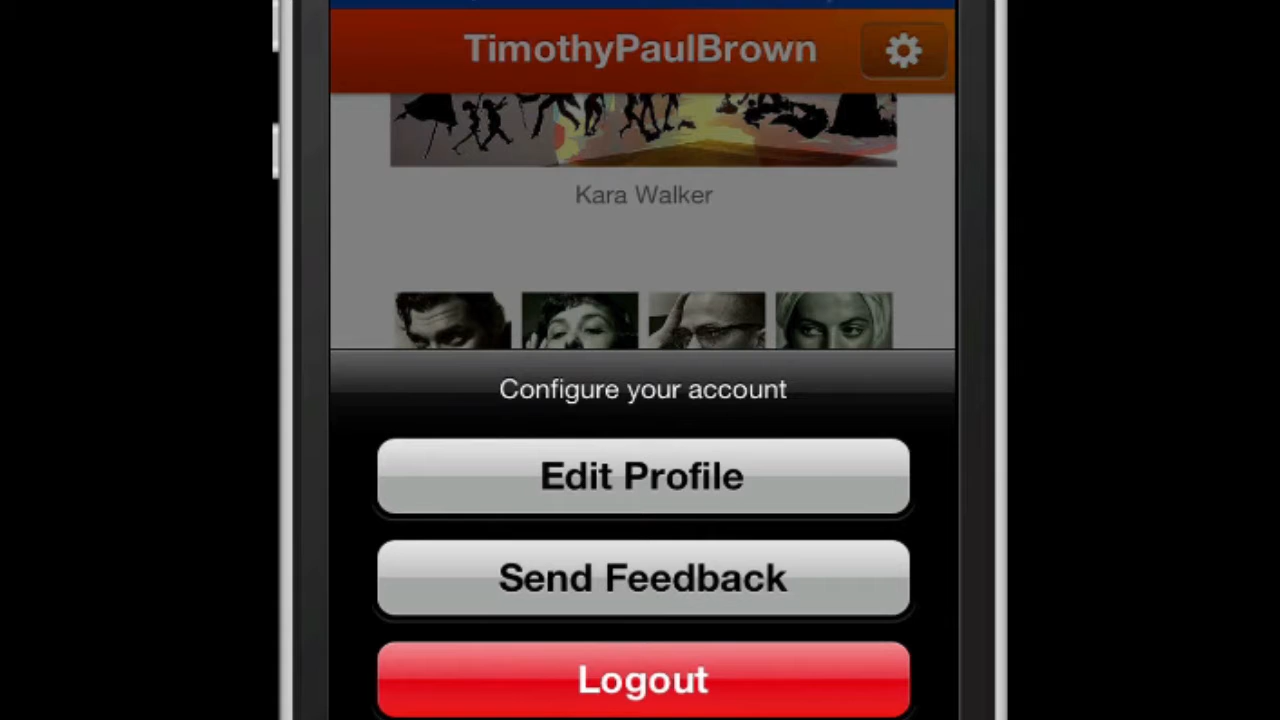 TimothyPaulBrown
Kara Walker
Configure your account
Edit Profile
Send Feedback
Logout